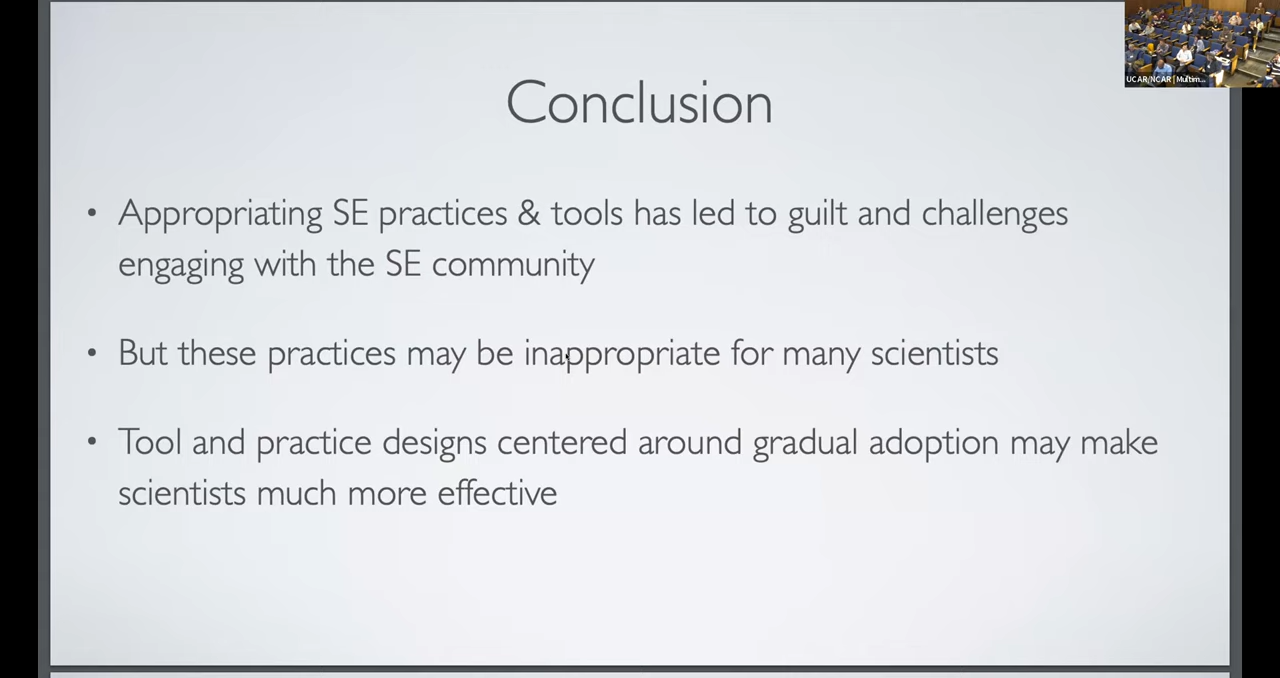 UCAR/NCAR | Multim...
Conclusion
• Appropriating SE practices & tools has led to guilt and challenges
engaging with the SE community
• But these practices may be inappropriate for many scientists
• Tool and practice designs centered around gradual adoption may make
scientists much more effective